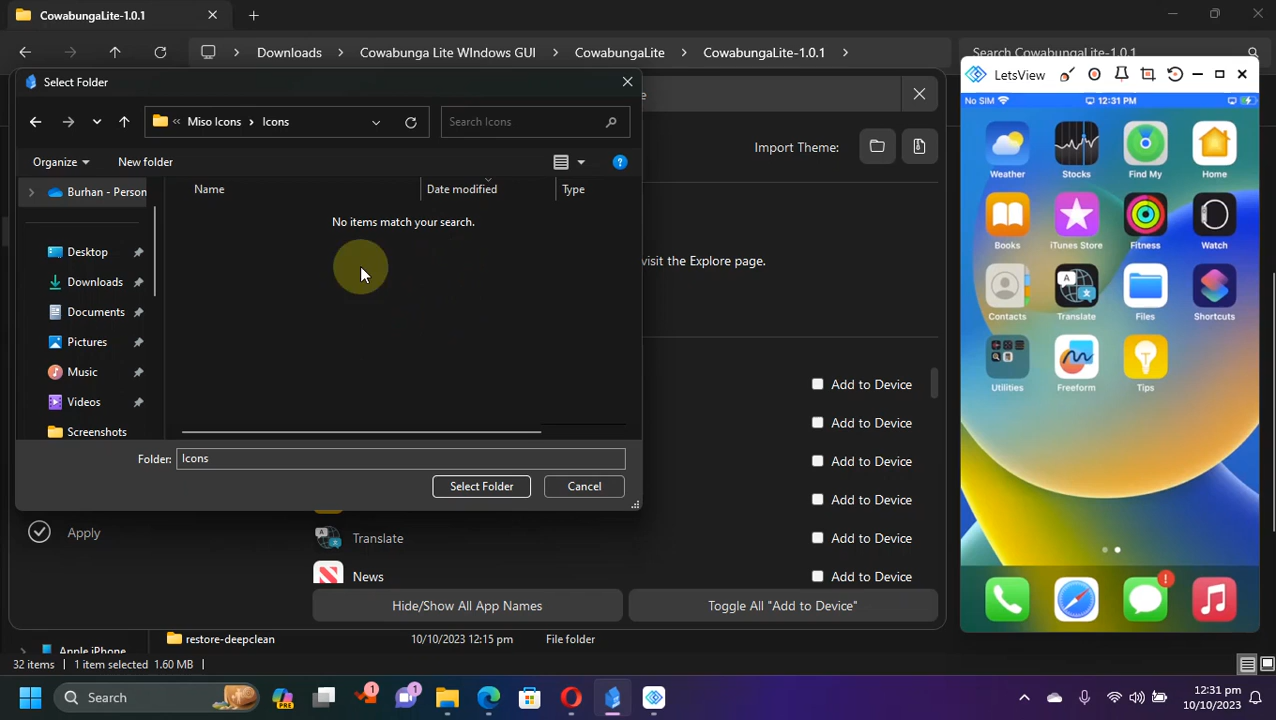 CowabungaLite-1.0.1
Downloads
Cowabunga Lite WIndows GUI
CowabungaLite
CowabungaLite-1.0.1
Search CowabungaLite-1.0.1
Select Folder
Miso Icons
Icons
Search Icons
Import Theme:
Organize
New folder
Burhan - Person
Name
Date modified
Type
No items match your search.
Desktop
Downloads
Documents
Pictures
Music
Videos
Screenshots
visit the Explore page.
Folder:
Icons
Select Folder
Cancel
Add to Device
Add to Device
Add to Device
Add to Device
Add to Device
Add to Device
Apply
Translate
News
Hide/Show All App Names
Toggle All "Add to Device"
Apple iPhone
restore-deepclean
10/10/2023 12:15 pm
File folder
32 items
1 item selected 1.60 MB
LetsView
No SIM
12:31 PM
Weather
Stocks
Find My
Home
Books
iTunes Store
Fitness
Watch
Contacts
Translate
Files
Shortcuts
Utilities
Freeform
Tips
Search
PRE
1
1
12:31 pm
10/10/2023